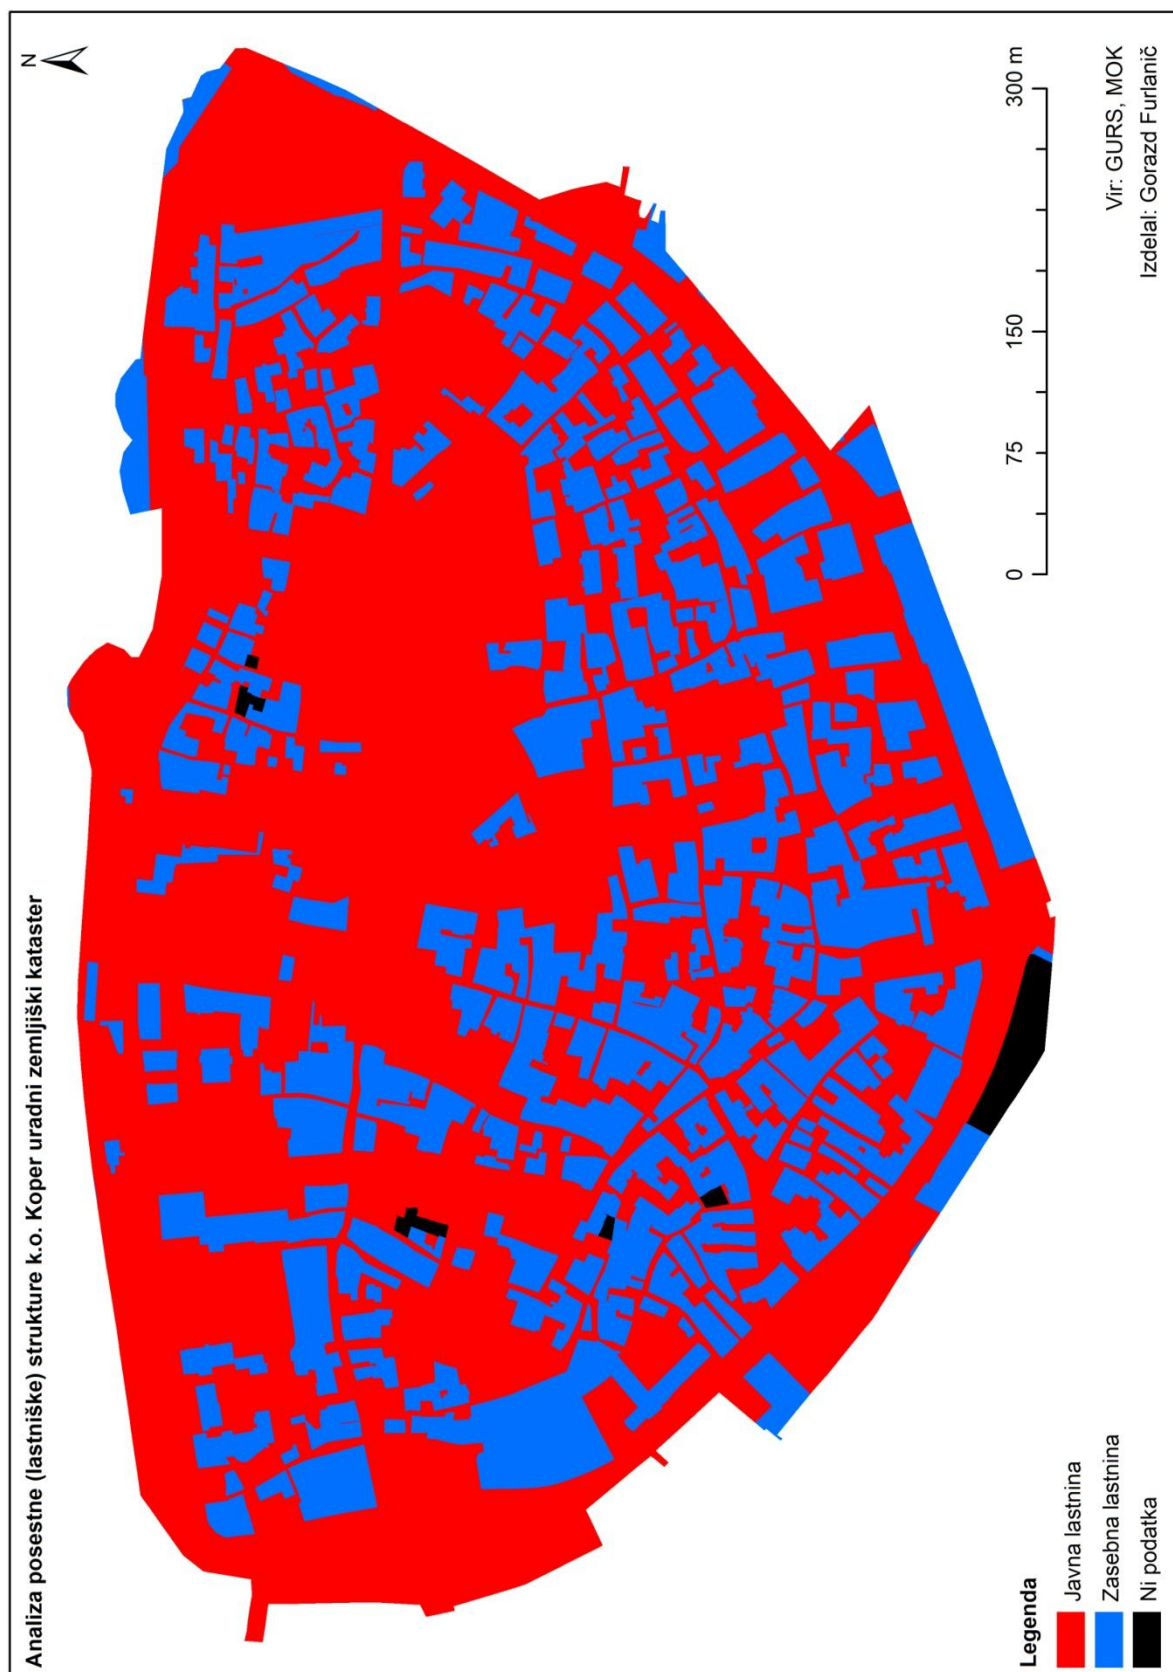 Analiza posestne (lastniške) strukture k.o. Koper uradni zemljiški kataster
N
Legenda
Javna lastnina
Zasebna lastnina
Ni podatka
0 75 150 300 m
Vir: GURS, MOK
Izdelal: Gorazd Furlanič